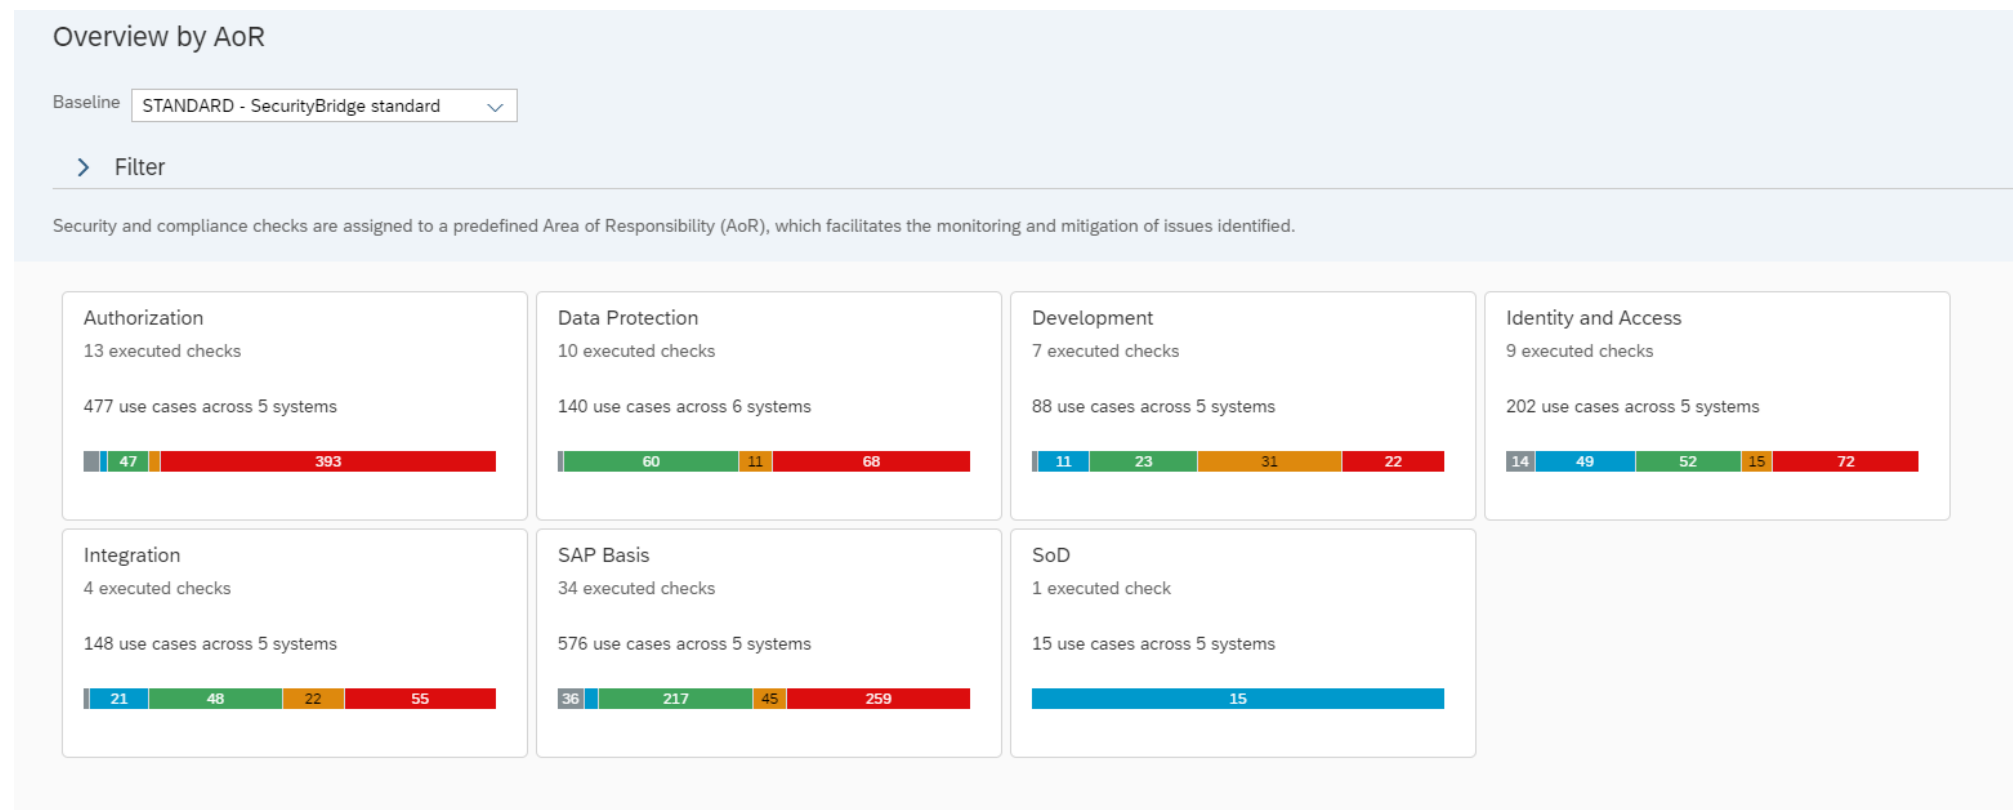 Overview by AoR
Baseline STANDARD - SecurityBridge standard
Filter
Security and compliance checks are assigned to a predefined Area of Responsibility (AoR), which facilitates the monitoring and mitigation of issues identified.
Authorization
13 executed checks
477 use cases across 5 systems
47 393
Data Protection
10 executed checks
140 use cases across 6 systems
60 11 68
Development
7 executed checks
88 use cases across 5 systems
11 23 31 22
Identity and Access
9 executed checks
202 use cases across 5 systems
14 49 52 15 72
Integration
4 executed checks
148 use cases across 5 systems
21 48 22 55
SAP Basis
34 executed checks
576 use cases across 5 systems
36 217 45 259
SoD
1 executed check
15 use cases across 5 systems
15